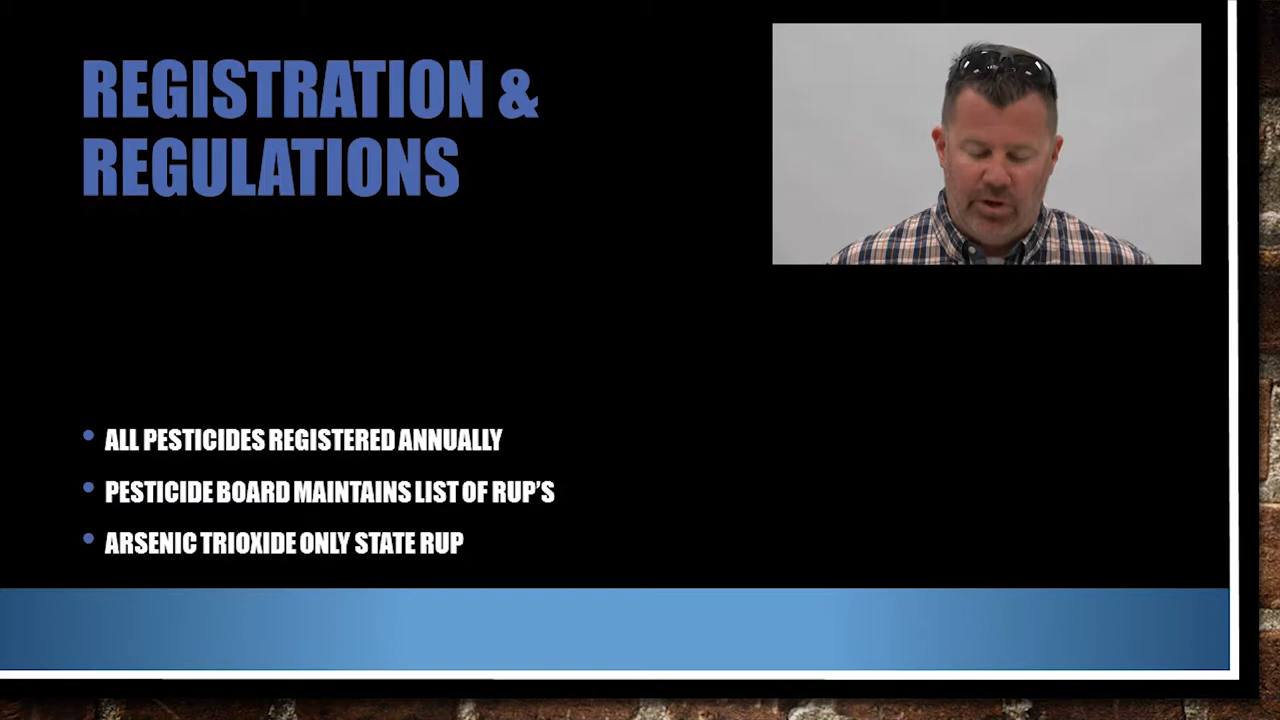 REGISTRATION &
REGULATIONS
• ALL PESTICIDES REGISTERED ANNUALLY
• PESTICIDE BOARD MAINTAINS LIST OF RUP’S
• ARSENIC TRIOXIDE ONLY STATE RUP